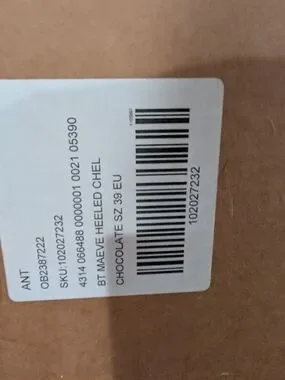 ANT
OB2387222
SKU:102027232
4314 066488 0000001 0021 05390
BT MAEVE HEELED CHEL
CHOCOLATE SZ 39 EU
102027232